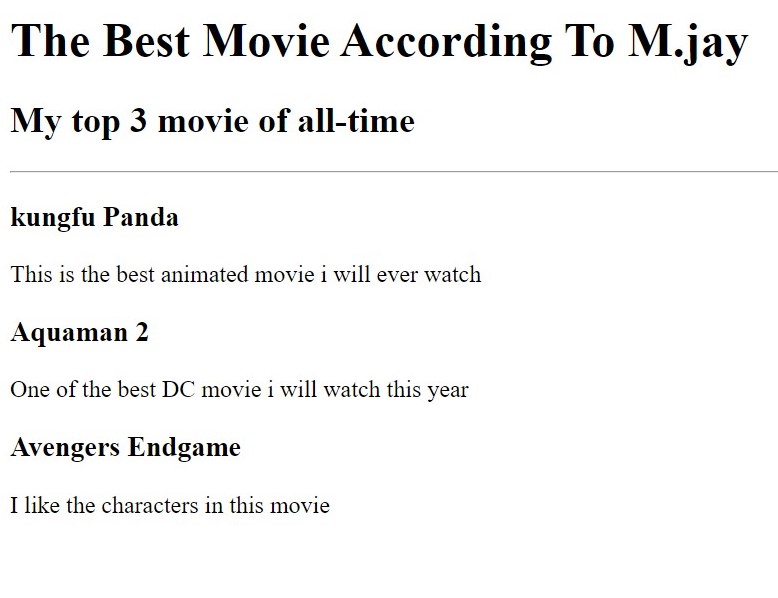 The Best Movie According To M.jay
My top 3 movie of all-time
kungfu Panda
This is the best animated movie i will ever watch
Aquaman 2
One of the best DC movie i will watch this year
Avengers Endgame
I like the characters in this movie